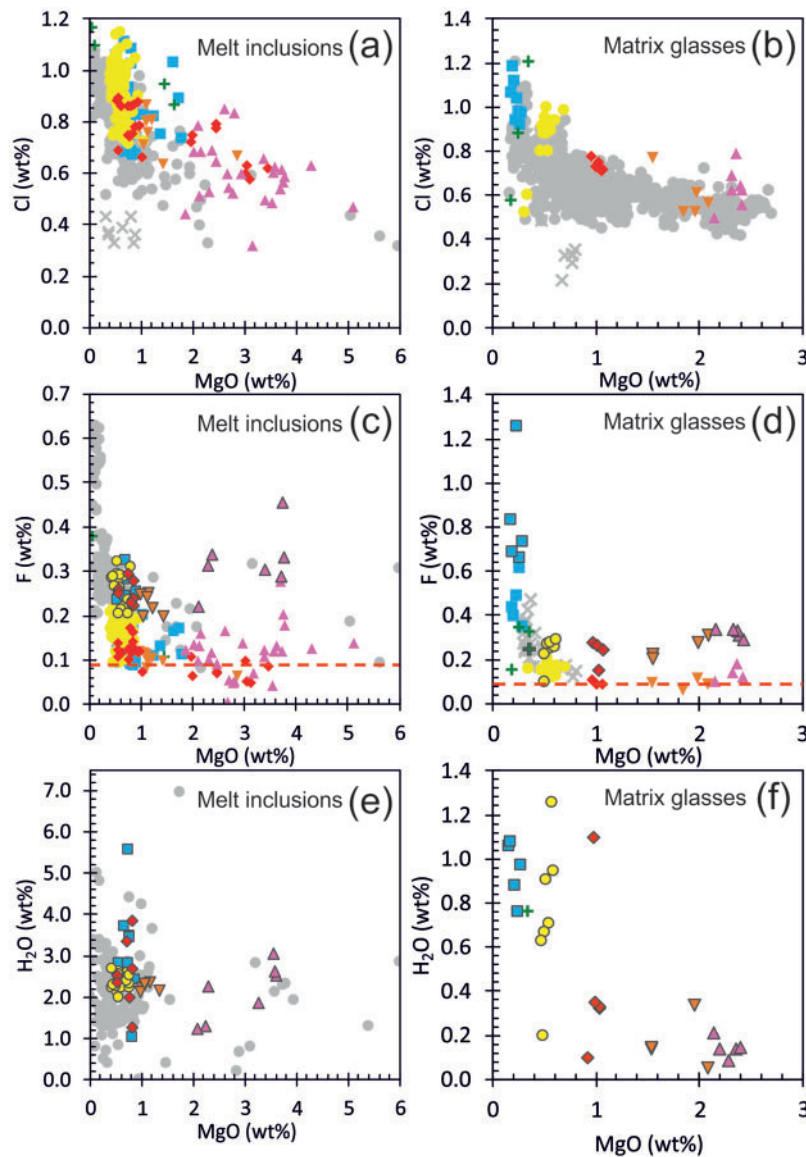 Melt inclusions (a)
Cl (wt%)
1.2
1.0
0.8
0.6
0.4
0.2
0.0
0 1 2 3 4 5 6
MgO (wt%)
Matrix glasses (b)
Cl (wt%)
1.4
1.2
1.0
0.8
0.6
0.4
0.2
0.0
0 1 2 3
MgO (wt%)
Melt inclusions (c)
F (wt%)
0.7
0.6
0.5
0.4
0.3
0.2
0.1
0.0
0 1 2 3 4 5 6
MgO (wt%)
Matrix glasses (d)
F (wt%)
1.4
1.2
1.0
0.8
0.6
0.4
0.2
0.0
0 1 2 3
MgO (wt%)
Melt inclusions (e)
H₂O (wt%)
7.0
6.0
5.0
4.0
3.0
2.0
1.0
0.0
0 1 2 3 4 5 6
MgO (wt%)
Matrix glasses (f)
H₂O (wt%)
1.4
1.2
1.0
0.8
0.6
0.4
0.2
0.0
0 1 2 3
MgO (wt%)